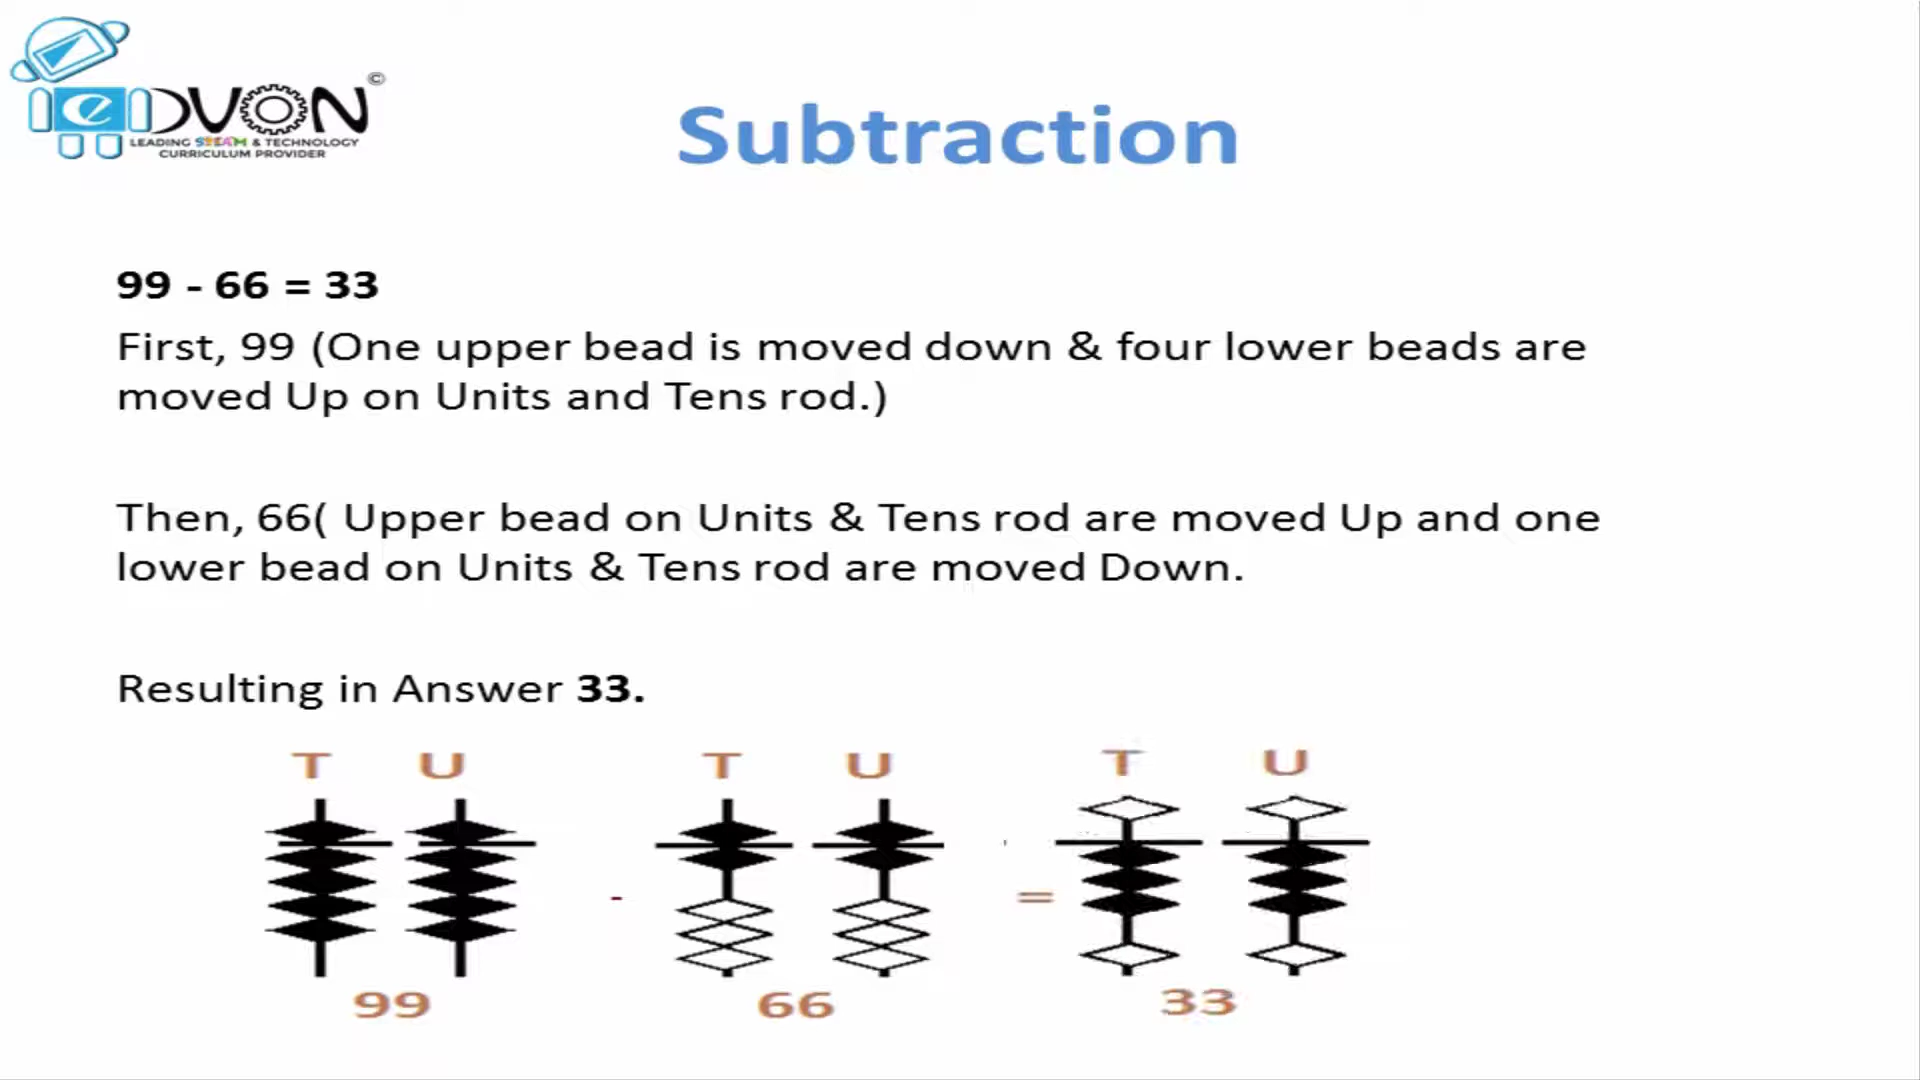 eDVON©
LEADING STEAM & TECHNOLOGY
CURRICULUM PROVIDER
Subtraction
99 - 66 = 33
First, 99 (One upper bead is moved down & four lower beads are
moved Up on Units and Tens rod.)
Then, 66( Upper bead on Units & Tens rod are moved Up and one
lower bead on Units & Tens rod are moved Down.
Resulting in Answer 33.
T U T U T U
- =
99 66 33